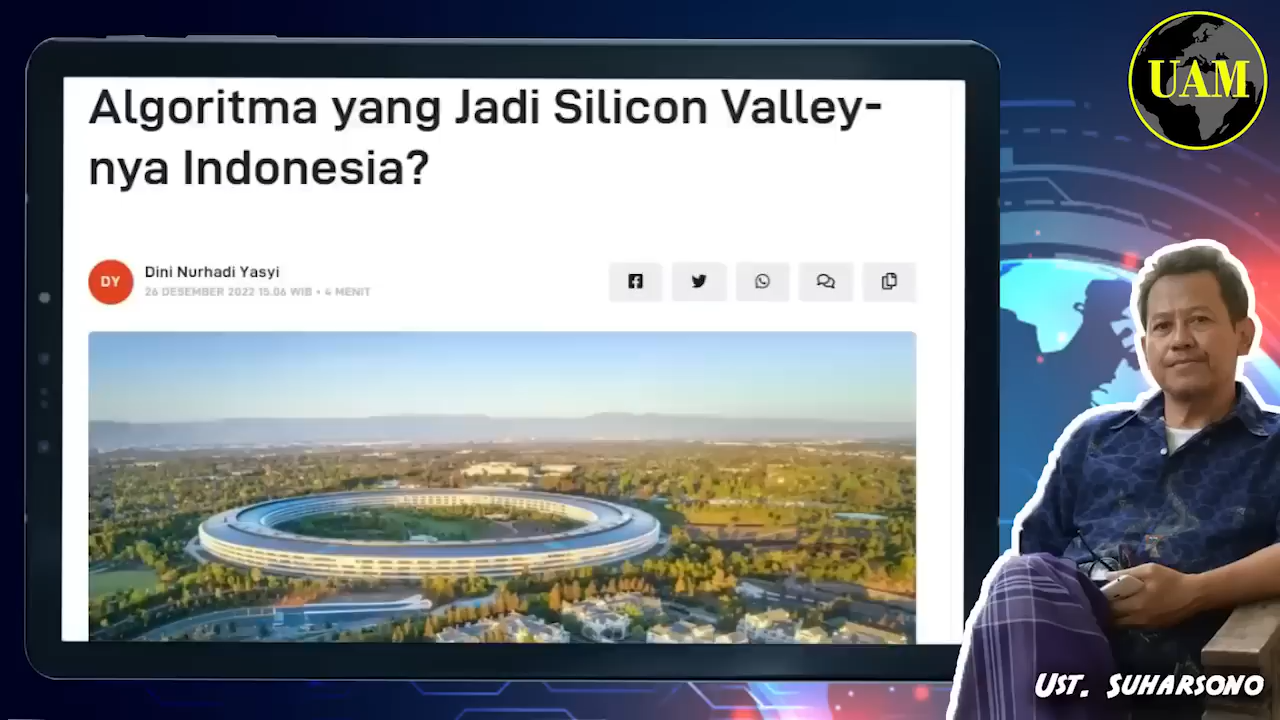 Algoritma yang Jadi Silicon Valley-
nya Indonesia?
DY
Dini Nurhadi Yasyi
26 DESEMBER 2022 15.06 WIB • 4 MENIT
UAM
UST. SUHARSONO